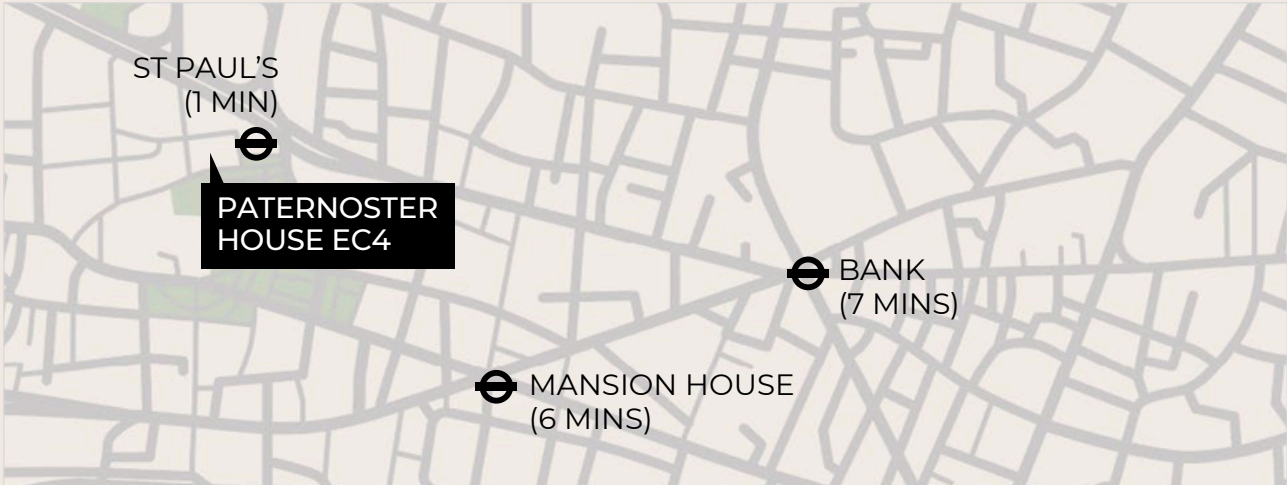 ST PAUL’S
(1 MIN)
PATERNOSTER
HOUSE EC4
BANK
(7 MINS)
MANSION HOUSE
(6 MINS)